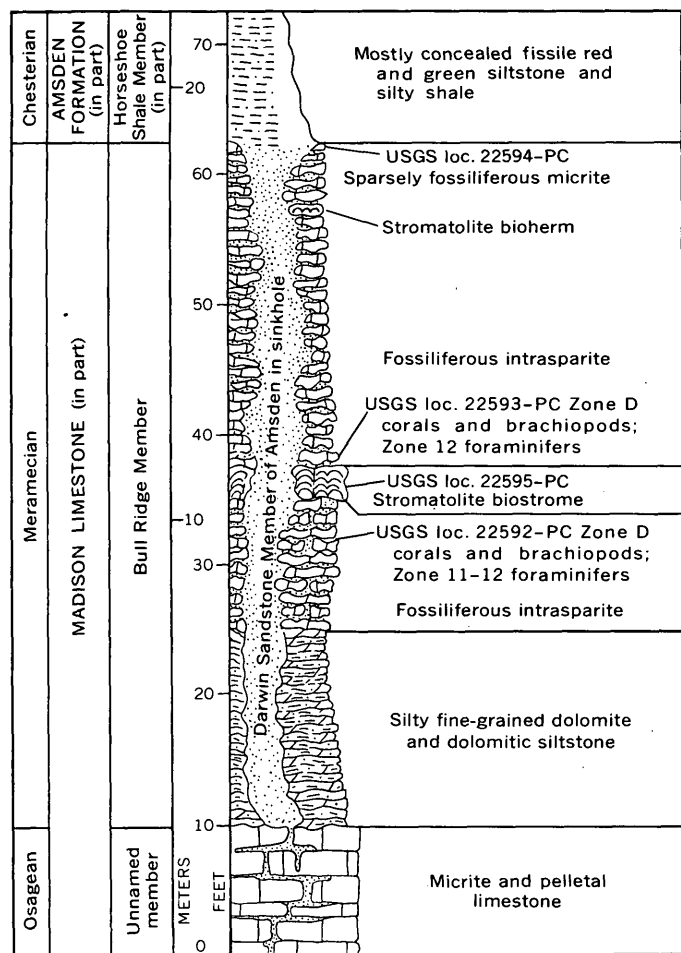 Chesterian
AMSDEN
FORMATION
(in part)
Horseshoe
Shale Member
(in part)
70
20
Mostly concealed fissile red
and green siltstone and
silty shale
Meramecian
MADISON LIMESTONE (in part)
Bull Ridge Member
60
50
40
10
30
20
10
Darwin Sandstone Member of Amsden in sinkhole
USGS loc. 22594-PC
Sparsely fossiliferous micrite
Stromatolite bioherm
Fossiliferous intrasparite
USGS loc. 22593-PC Zone D
corals and brachiopods;
Zone 12 foraminifers
USGS loc. 22595-PC
Stromatolite biostrome
USGS loc. 22592-PC Zone D
corals and brachiopods;
Zone 11-12 foraminifers
Fossiliferous intrasparite
Silty fine-grained dolomite
and dolomitic siltstone
Osagean
Unnamed
member
METERS
FEET
0
Micrite and pelletal
limestone